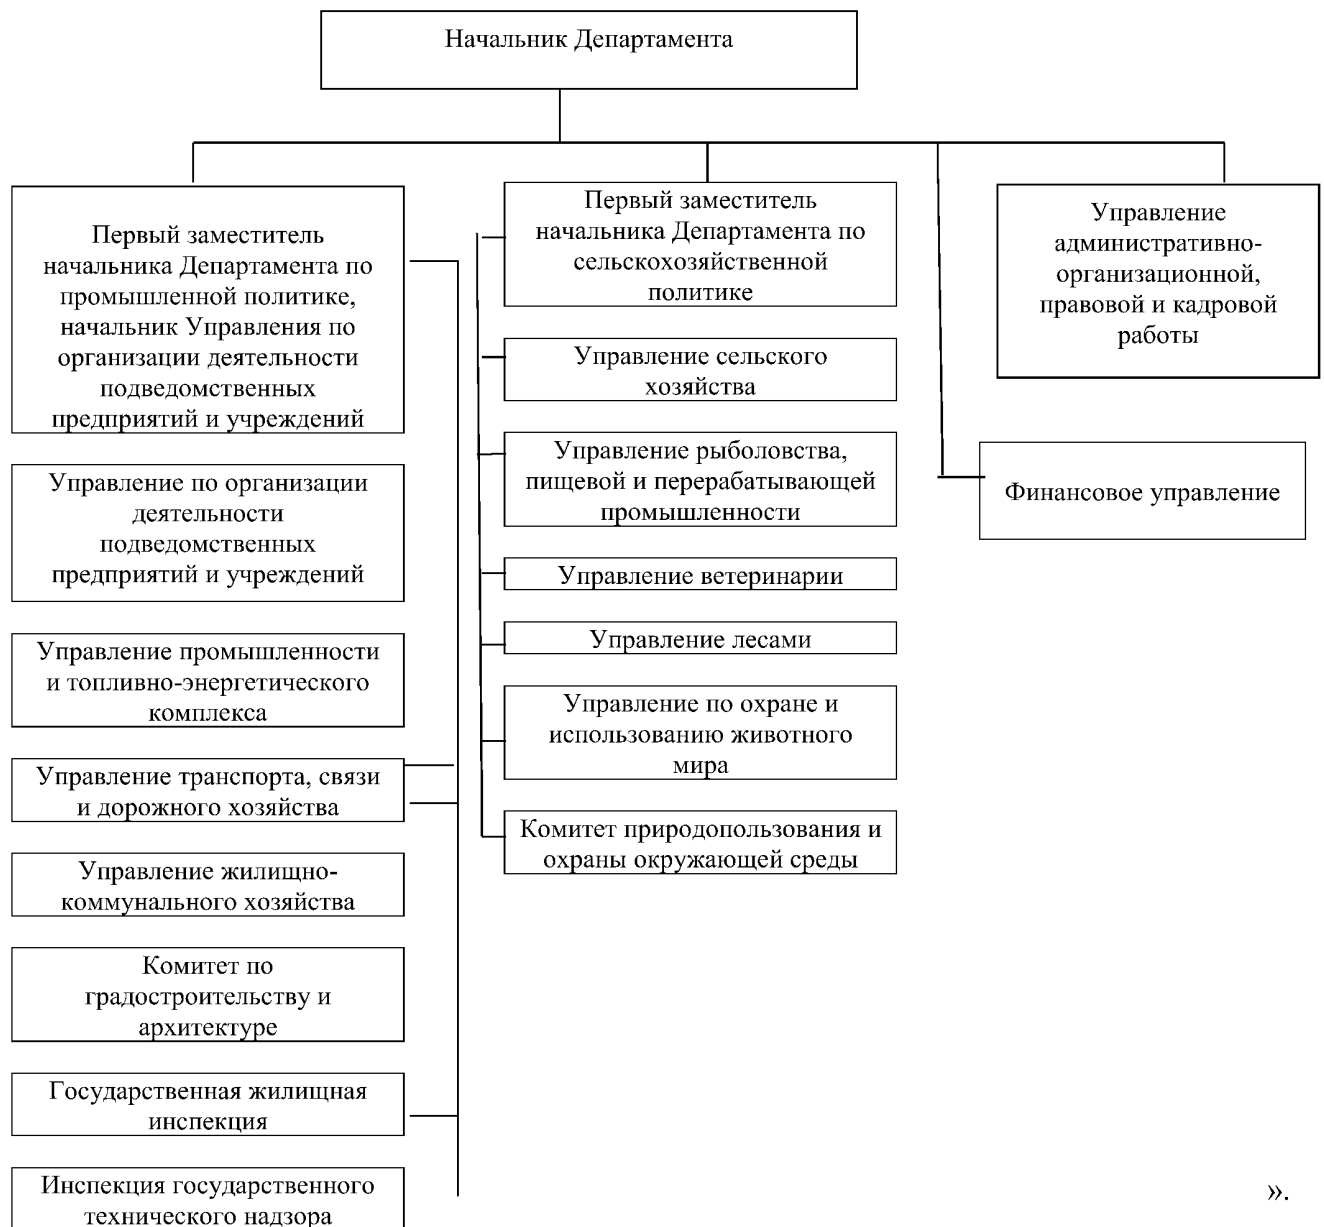 Начальник Департамента
Первый заместитель
начальника Департамента по
промышленной политике,
начальник Управления по
организации деятельности
подведомственных
предприятий и учреждений
Управление по организации
деятельности
подведомственных
предприятий и учреждений
Управление промышленности
и топливно-энергетического
комплекса
Управление транспорта, связи
и дорожного хозяйства
Управление жилищно-
коммунального хозяйства
Комитет по
градостроительству и
архитектуре
Государственная жилищная
инспекция
Инспекция государственного
технического надзора
Первый заместитель
начальника Департамента по
сельскохозяйственной
политике
Управление сельского
хозяйства
Управление рыболовства,
пищевой и перерабатывающей
промышленности
Управление ветеринарии
Управление лесами
Управление по охране и
использованию животного
мира
Комитет природопользования и
охраны окружающей среды
Управление
административно-
организационной,
правовой и кадровой
работы
Финансовое управление
».